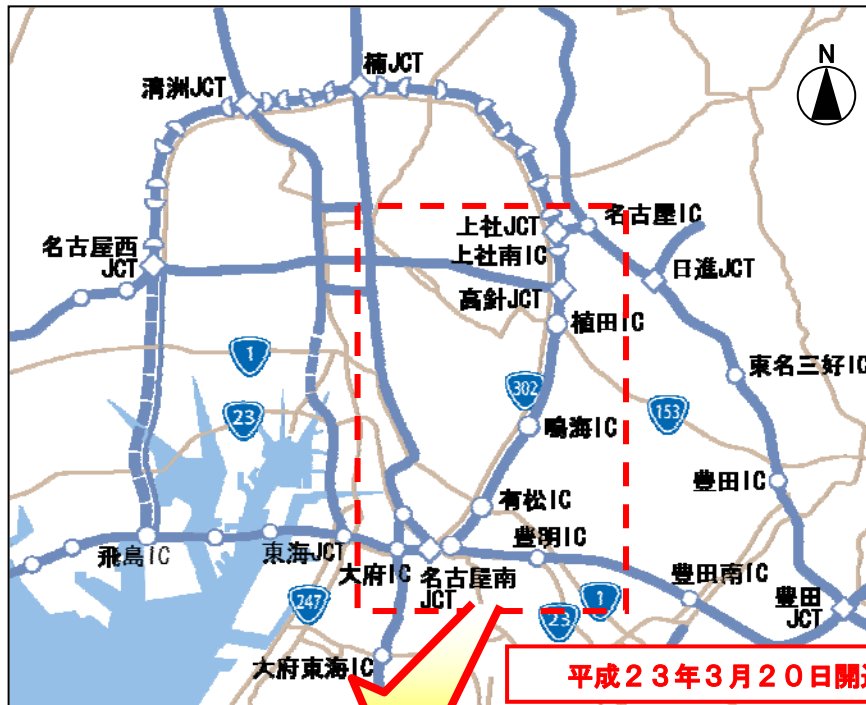 楠JCT
清洲JCT
N
名古屋IC
上社JCT
上社南IC
名古屋西
JCT
日進JCT
高針JCT
植田IC
1
302
東名三好IC
23
153
鳴海IC
豊田IC
有松IC
飛島IC
東海JCT
豊明IC
大府IC
名古屋南
JCT
豊田南IC
247
1
豊田
JCT
23
大府東海IC
平成23年3月20日開